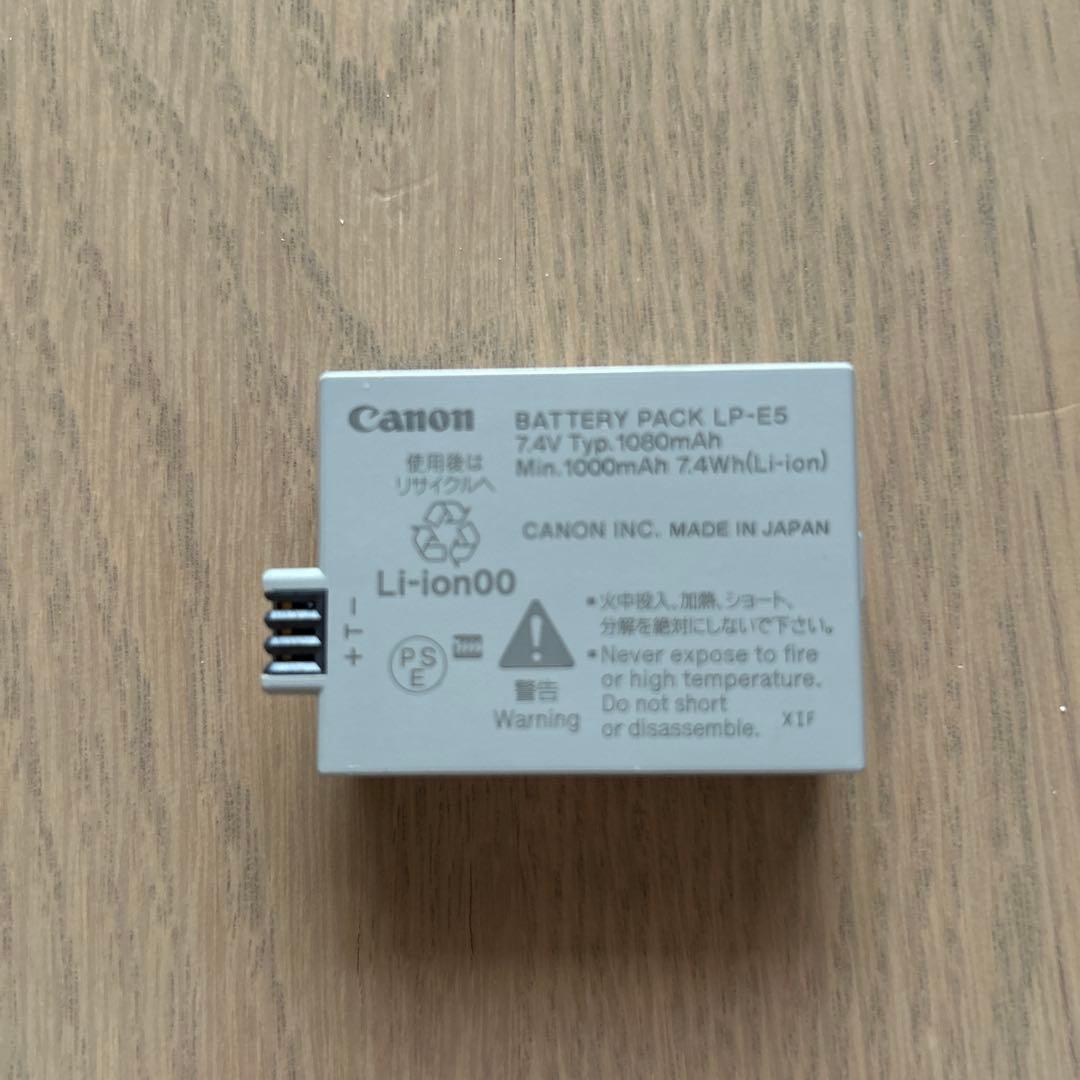 Canon
BATTERY PACK LP-E5
7.4V Typ.1080mAh
Min.1000mAh 7.4Wh(Li-ion)
使用後は
リサイクルへ
CANON INC. MADE IN JAPAN
Li-ion00
− T +
PS
E
警告
Warning
•火中投入、加熱、ショート、
分解を絶対にしないで下さい。
•Never expose to fire
or high temperature.
Do not short
or disassemble.
XIF